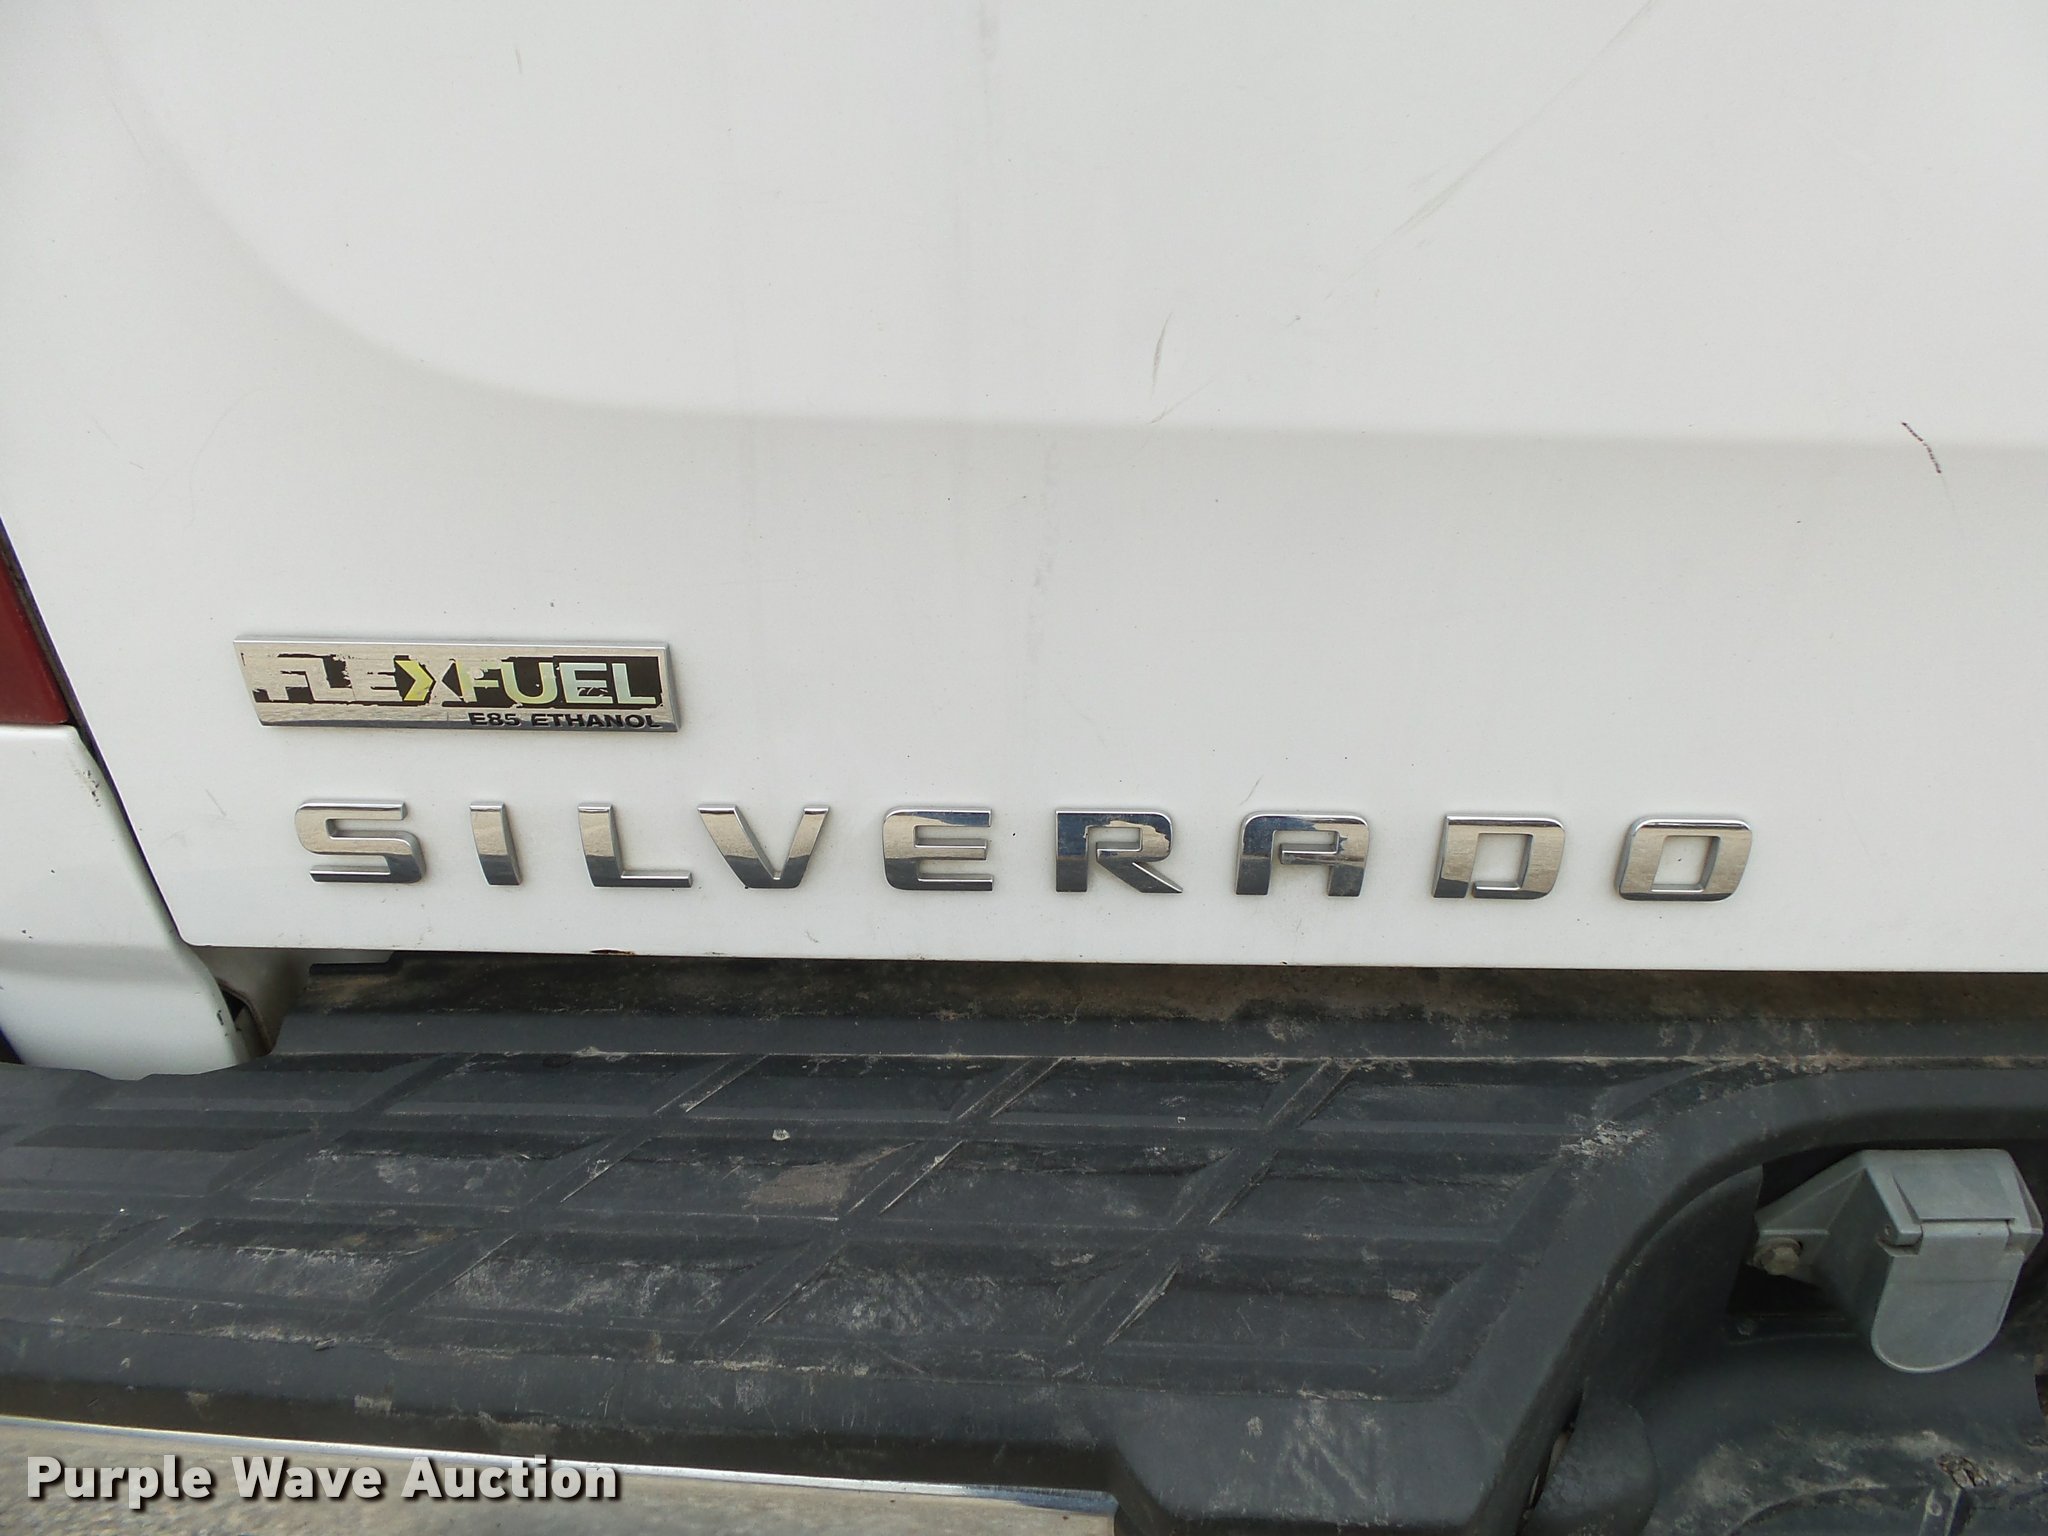 FLEXFUEL
E85 ETHANOL
SILVERADO
Purple Wave Auction